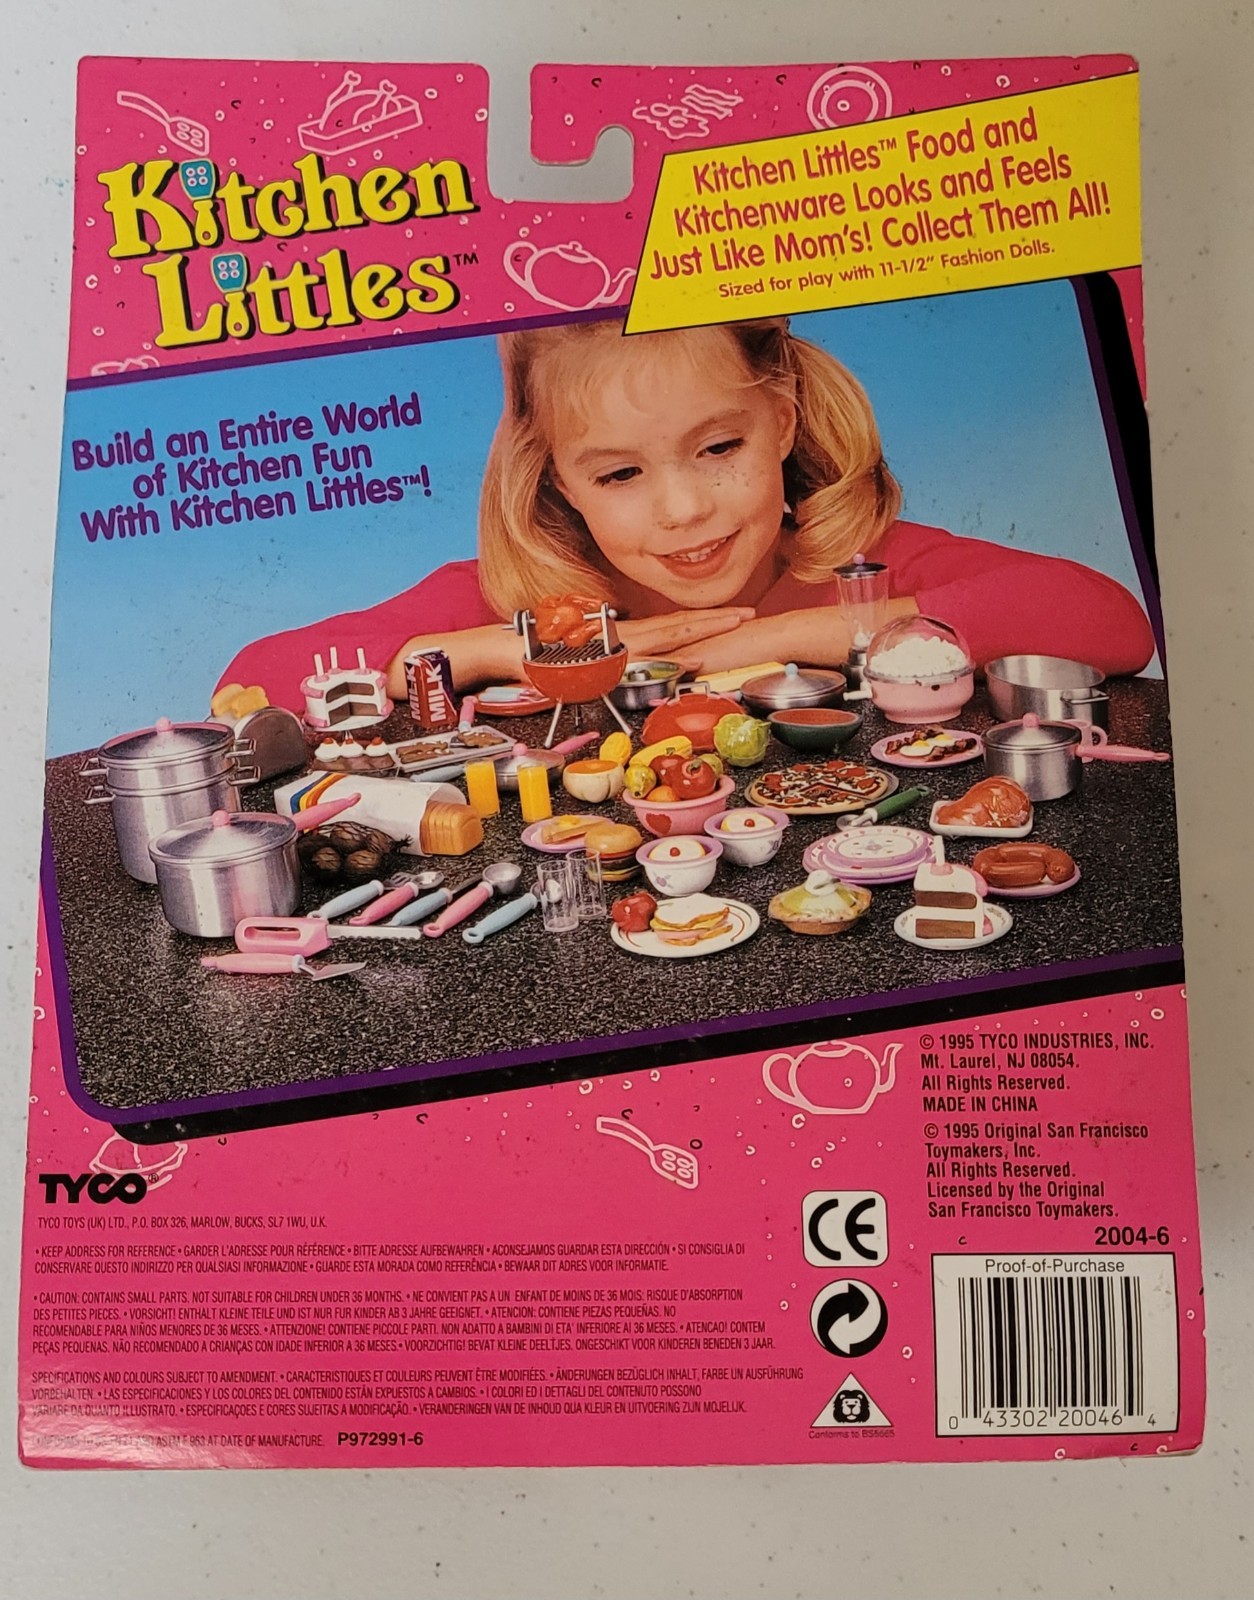 Kitchen
Littles™
Kitchen Littles™ Food and
Kitchenware Looks and Feels
Just Like Mom's! Collect Them All!
Sized for play with 11-1/2" Fashion Dolls.
Build an Entire World
of Kitchen Fun
With Kitchen Littles™!
MILK
MILK
© 1995 TYCO INDUSTRIES, INC.
Mt. Laurel, NJ 08054.
All Rights Reserved.
MADE IN CHINA
© 1995 Original San Francisco
Toymakers, Inc.
All Rights Reserved.
Licensed by the Original
San Francisco Toymakers.
2004-6
TYCO®
TYCO TOYS (UK) LTD., P.O. BOX 326, MARLOW, BUCKS, SL7 1WU, U.K.
• KEEP ADDRESS FOR REFERENCE • GARDER L'ADRESSE POUR RÉFÉRENCE • BITTE ADRESSE AUFBEWAHREN • ACONSEJAMOS GUARDAR ESTA DIRECCIÓN • SI CONSIGLIA DI
CONSERVARE QUESTO INDIRIZZO PER QUALSIASI INFORMAZIONE • GUARDE ESTA MORADA COMO REFERÊNCIA • BEWAAR DIT ADRES VOOR INFORMATIE.
• CAUTION: CONTAINS SMALL PARTS. NOT SUITABLE FOR CHILDREN UNDER 36 MONTHS. • NE CONVIENT PAS A UN ENFANT DE MOINS DE 36 MOIS: RISQUE D'ABSORPTION
DES PETITES PIECES. • VORSICHT! ENTHALT KLEINE TEILE UND IST NUR FUR KINDER AB 3 JAHRE GEEIGNET. • ATENCION: CONTIENE PIEZAS PEQUEÑAS. NO
RECOMENDABLE PARA NIÑOS MENORES DE 36 MESES. • ATTENZIONE! CONTIENE PICCOLE PARTI. NON ADATTO A BAMBINI DI ETA' INFERIORE AI 36 MESES. • ATENCAO! CONTEM
PEÇAS PEQUENAS. NÃO RECOMENDADO A CRIANÇAS CON IDADE INFERIOR A 36 MESES. • VOORZICHTIG! BEVAT KLEINE DEELTJES. ONGESCHIKT VOOR KINDEREN BENEDEN 3 JAAR.
SPECIFICATIONS AND COLOURS SUBJECT TO AMENDMENT. • CARACTERISTIQUES ET COULEURS PEUVENT ÊTRE MODIFIÉES. • ÄNDERUNGEN BEZÜGLICH INHALT, FARBE UN AUSFÜHRUNG
VORBEHALTEN. • LAS ESPECIFICACIONES Y LOS COLORES DEL CONTENIDO ESTÁN EXPUESTOS A CAMBIOS. • I COLORI ED I DETTAGLI DEL CONTENUTO POSSONO
VARIARE DA QUANTO ILLUSTRATO. • ESPECIFICAÇOES E CORES SUJEITAS A MODIFICAÇÃO. • VERANDERINGEN VAN DE INHOUD QUA KLEUR EN UITVOERING ZIJN MOGELIJK.
AND ASTM F 963 AT DATE OF MANUFACTURE. P972991-6
CE
Conforms to BS5665
Proof-of-Purchase
0 43302 20046 4